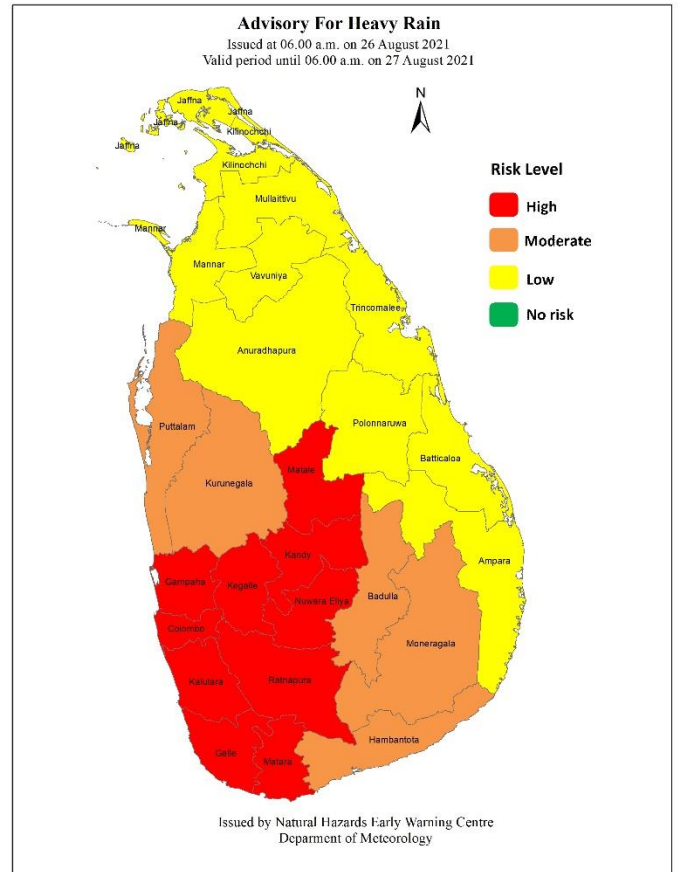 Advisory For Heavy Rain
Issued at 06.00 a.m. on 26 August 2021
Valid period until 06.00 a.m. on 27 August 2021
N
Jaffna
Jaffna
Jaffna
Kilinochchi
Jaffna
Kilinochchi
Risk Level
Mullaittivu
High
Mannar
Moderate
Mannar
Vavuniya
Low
Trincomalee
No risk
Anuradhapura
Polonnaruwa
Puttalam
Batticaloa
Matale
Kurunegala
Kandy
Ampara
Gampaha
Kegalle
Badulla
Nuwara Eliya
Colombo
Moneragala
Kalutara
Ratnapura
Hambantota
Galle
Matara
Issued by Natural Hazards Early Warning Centre
Deparment of Meteorology